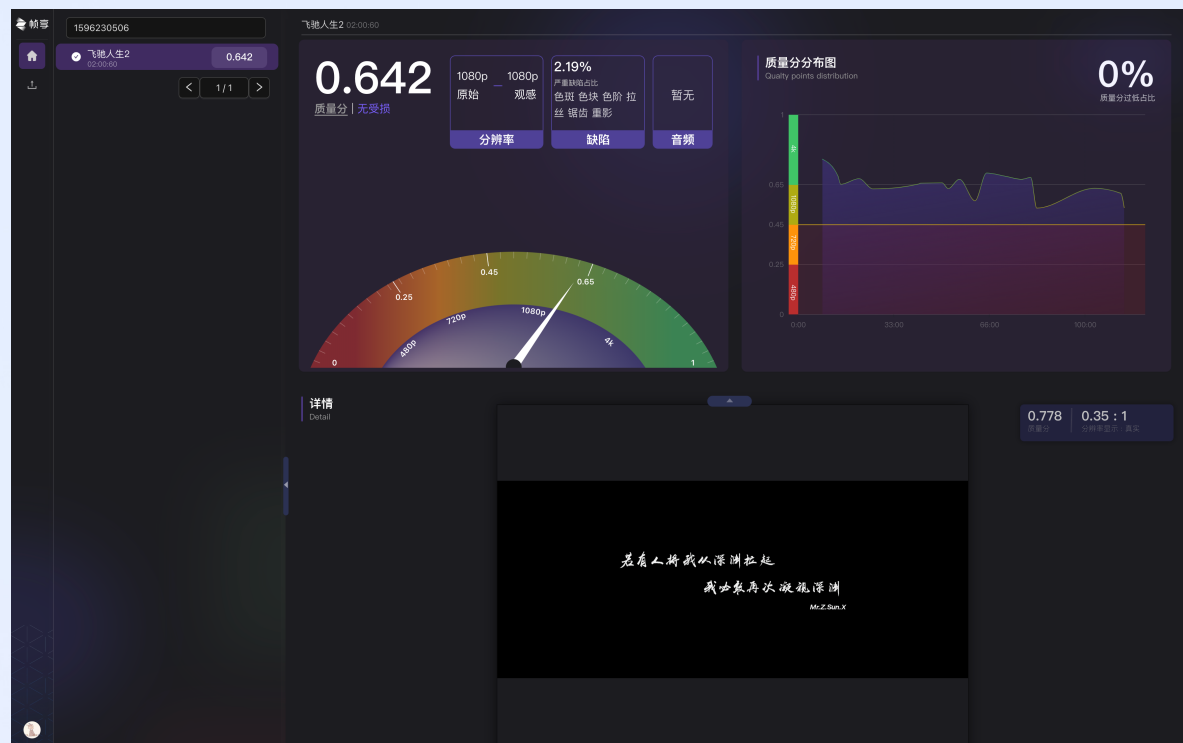 帧享
1596230506
飞驰人生2
02:00:60
0.642
1/1
飞驰人生2 02:00:60
0.642
质量分 | 无受损
1080p — 1080p
原始 观感
分辨率
2.19%
严重缺陷占比
色斑 色块 色阶 拉
丝 锯齿 重影
缺陷
暂无
音频
0
0.25
0.45
0.65
1
480p
720p
1080p
4k
质量分分布图
Quality points distribution
0%
质量分过低占比
1
0.65
0.45
0.25
0
4k
1080p
720p
480p
0:00
33:00
66:00
100:00
详情
Detail
若有人将我从深渊拉起
我必敢再次凝视深渊
Mr.Z.Sun.X
0.778
质量分
0.35 : 1
分辨率显示 : 真实